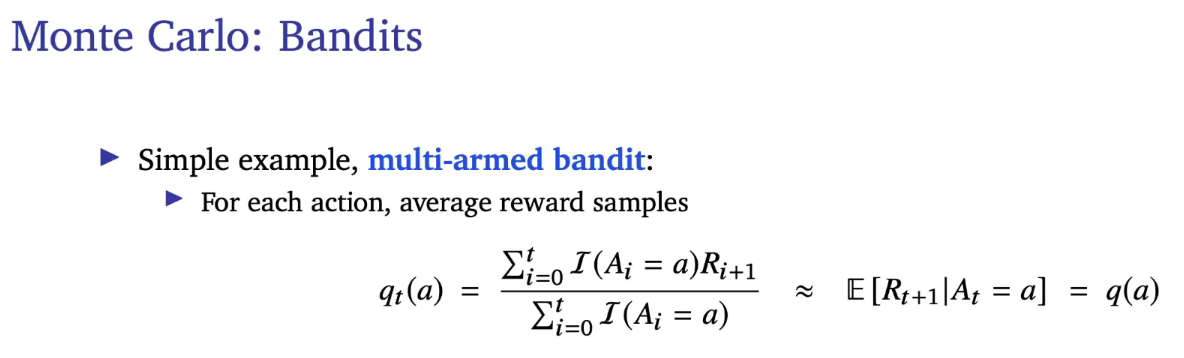 Monte Carlo: Bandits
▶ Simple example, multi-armed bandit:
▶ For each action, average reward samples
$q_t(a) = \frac{\sum_{i=0}^{t} \mathcal{I}(A_i = a) R_{i+1}}{\sum_{i=0}^{t} \mathcal{I}(A_i = a)} \approx \mathbb{E}[R_{t+1} | A_t = a] = q(a)$